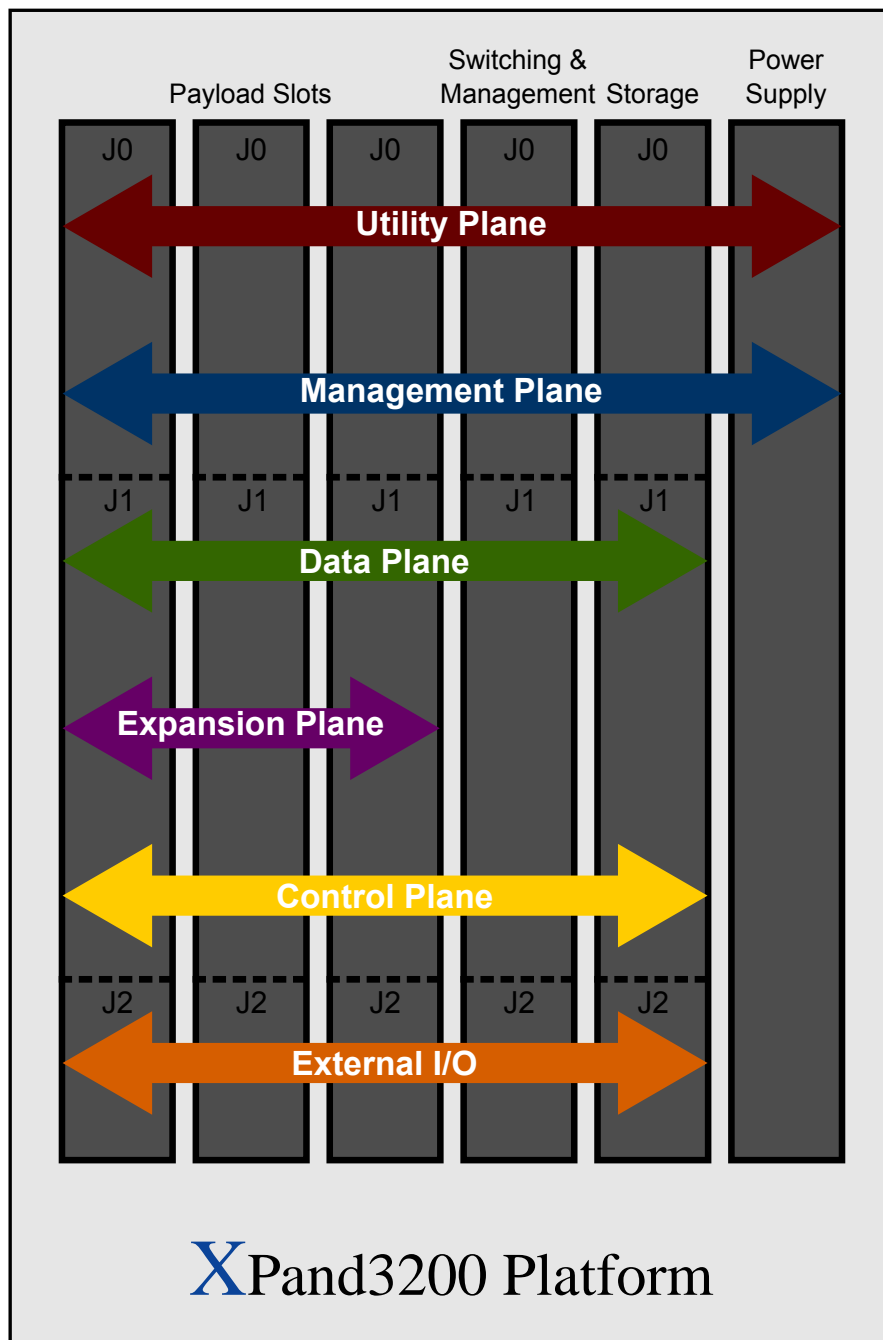 Switching &
Power
Payload Slots
Management
Storage
Supply
J0
J0
J0
J0
J0
Utility Plane
Management Plane
J1
J1
J1
J1
J1
Data Plane
Expansion Plane
Control Plane
J2
J2
J2
J2
J2
External I/O
XPand3200 Platform